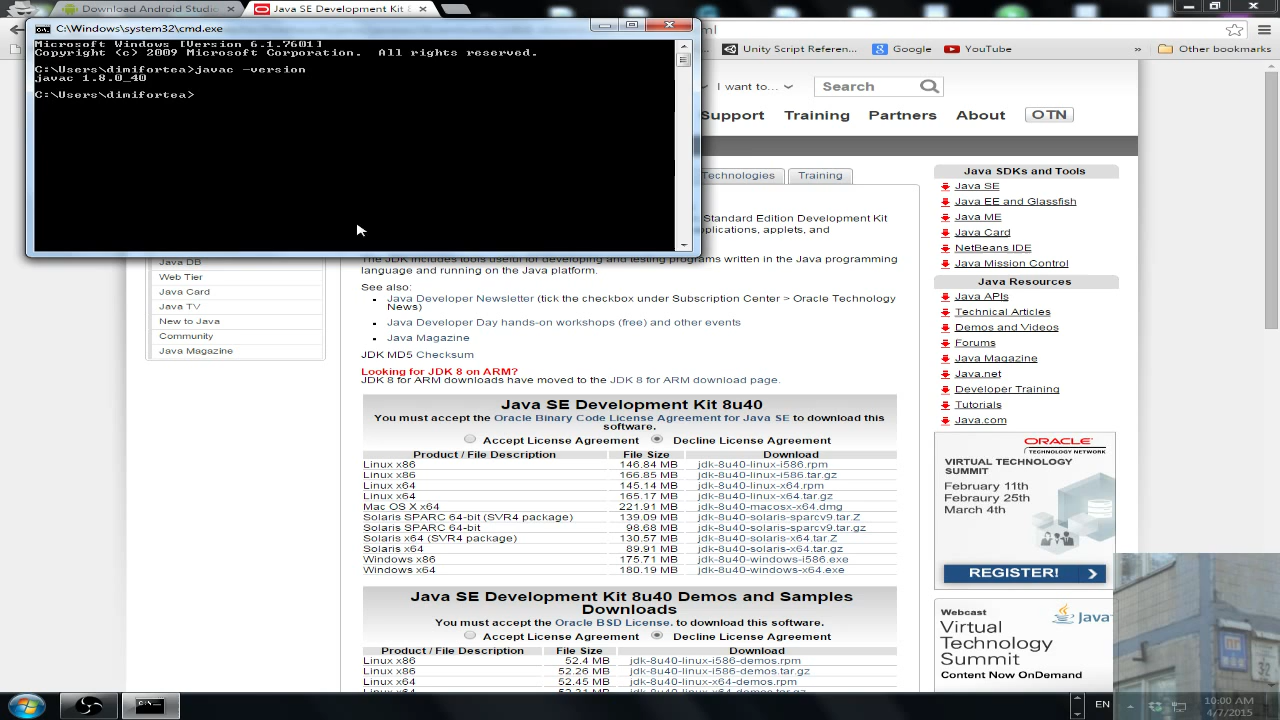 Download Android Studio
Java SE Development Kit 8
C:\Windows\system32\cmd.exe
Microsoft Windows [Version 6.1.7601]
Copyright (c) 2009 Microsoft Corporation. All rights reserved.
C:\Users\dimifortea>javac -version
javac 1.8.0_40
C:\Users\dimifortea>
ml
Unity Script Referenc
YouTube
»
Other bookmarks
I want to...
Search
Support
Training
Partners
About
OTN
Technologies
Training
Standard Edition Development Kit
plications, applets, and
The JDK includes tools useful for developing and testing programs written in the Java programming
language and running on the Java platform.
See also:
Java Developer Newsletter (tick the checkbox under Subscription Center > Oracle Technology
News)
Java Developer Day hands-on workshops (free) and other events
Java Magazine
JDK MD5 Checksum
Looking for JDK 8 on ARM?
JDK 8 for ARM downloads have moved to the JDK 8 for ARM download page.
Java DB
Web Tier
Java Card
Java TV
New to Java
Community
Java Magazine
Java SE Development Kit 8u40
You must accept the Oracle Binary Code License Agreement for Java SE to download this
software.
Accept License Agreement Decline License Agreement
Product / File Description File Size Download
Linux x86 146.84 MB jdk-8u40-linux-i586.rpm
Linux x86 166.85 MB jdk-8u40-linux-i586.tar.gz
Linux x64 145.14 MB jdk-8u40-linux-x64.rpm
Linux x64 165.17 MB jdk-8u40-linux-x64.tar.gz
Mac OS X x64 221.91 MB jdk-8u40-macosx-x64.dmg
Solaris SPARC 64-bit (SVR4 package) 139.09 MB jdk-8u40-solaris-sparcv9.tar.Z
Solaris SPARC 64-bit 98.68 MB jdk-8u40-solaris-sparcv9.tar.gz
Solaris x64 (SVR4 package) 130.57 MB jdk-8u40-solaris-x64.tar.Z
Solaris x64 89.91 MB jdk-8u40-solaris-x64.tar.gz
Windows x86 175.71 MB jdk-8u40-windows-i586.exe
Windows x64 180.19 MB jdk-8u40-windows-x64.exe
Java SE Development Kit 8u40 Demos and Samples
Downloads
You must accept the Oracle BSD License. to download this software.
Accept License Agreement Decline License Agreement
Product / File Description File Size Download
Linux x86 52.4 MB jdk-8u40-linux-i586-demos.rpm
Linux x86 52.26 MB jdk-8u40-linux-i586-demos.tar.gz
Linux x64 52.45 MB jdk-8u40-linux-x64-demos.rpm
Java SDKs and Tools
Java SE
Java EE and Glassfish
Java ME
Java Card
NetBeans IDE
Java Mission Control
Java Resources
Java APIs
Technical Articles
Demos and Videos
Forums
Java Magazine
Java.net
Developer Training
Tutorials
Java.com
ORACLE
TECHNOLOGY NETWORK
VIRTUAL TECHNOLOGY
SUMMIT
February 11th
Febraury 25th
March 4th
REGISTER!
Webcast
Java
Virtual
Technology
Summit
Content Now OnDemand
32
EN
10:00 AM
4/7/2015